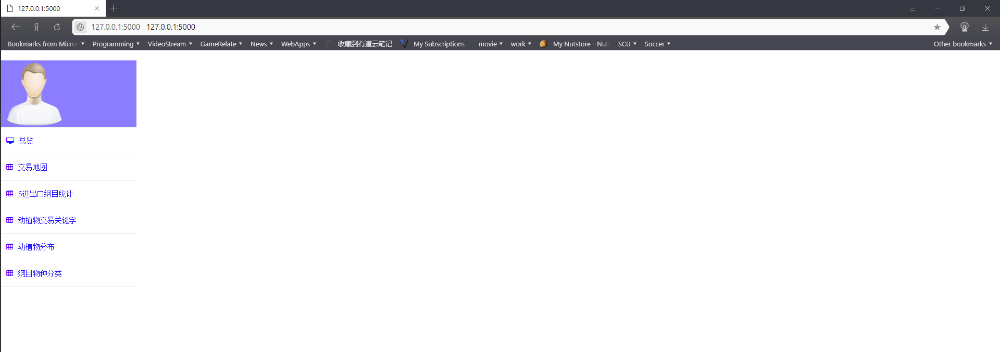 127.0.0.1:5000
127.0.0.1:5000 127.0.0.1:5000
Bookmarks from Micros Programming VideoStream GameRelate News WebApps 收藏到有道云笔记 My Subscriptions - movie work My Nutstore - Nuts SCU Soccer Other bookmarks
总览
交易地图
S进出口纲目统计
动植物交易关键字
动植物分布
纲目物种分类